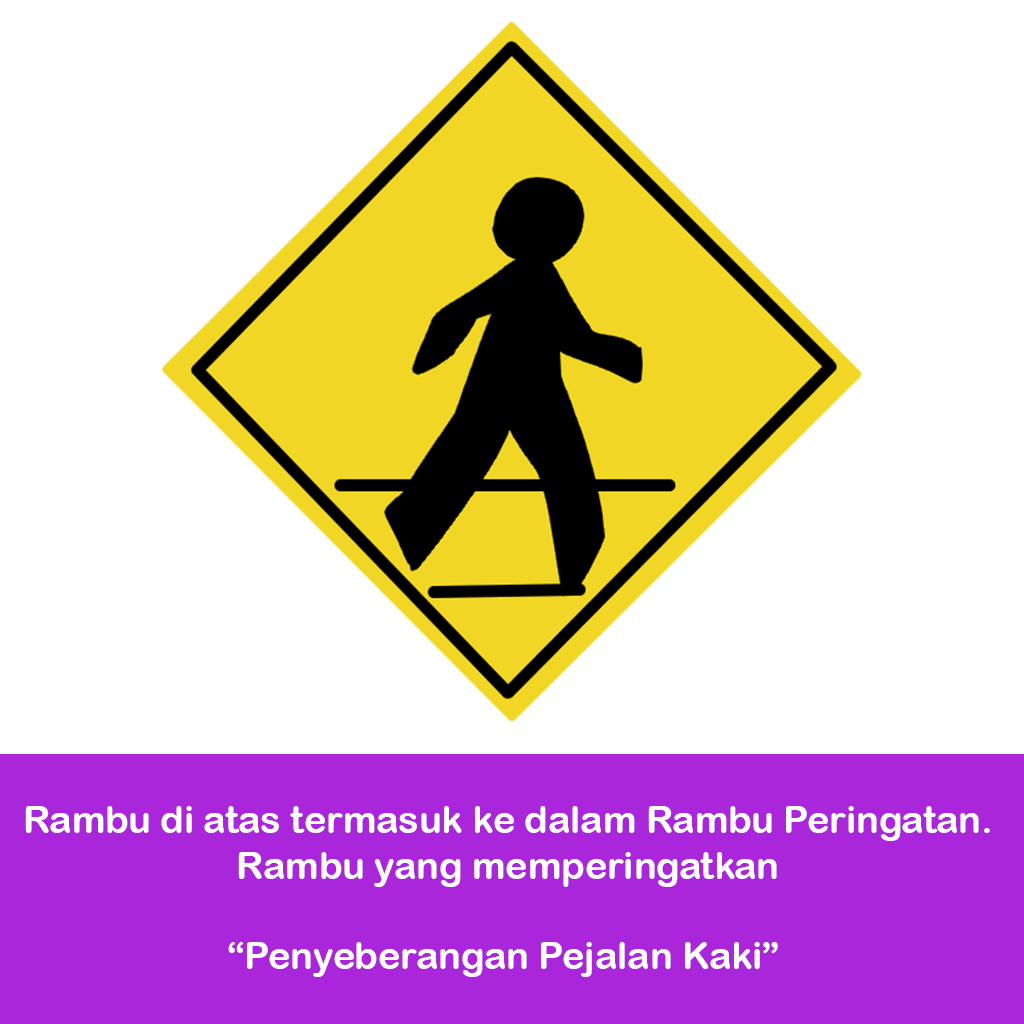 Rambu di atas termasuk ke dalam Rambu Peringatan.
Rambu yang memperingatkan
“Penyeberangan Pejalan Kaki”